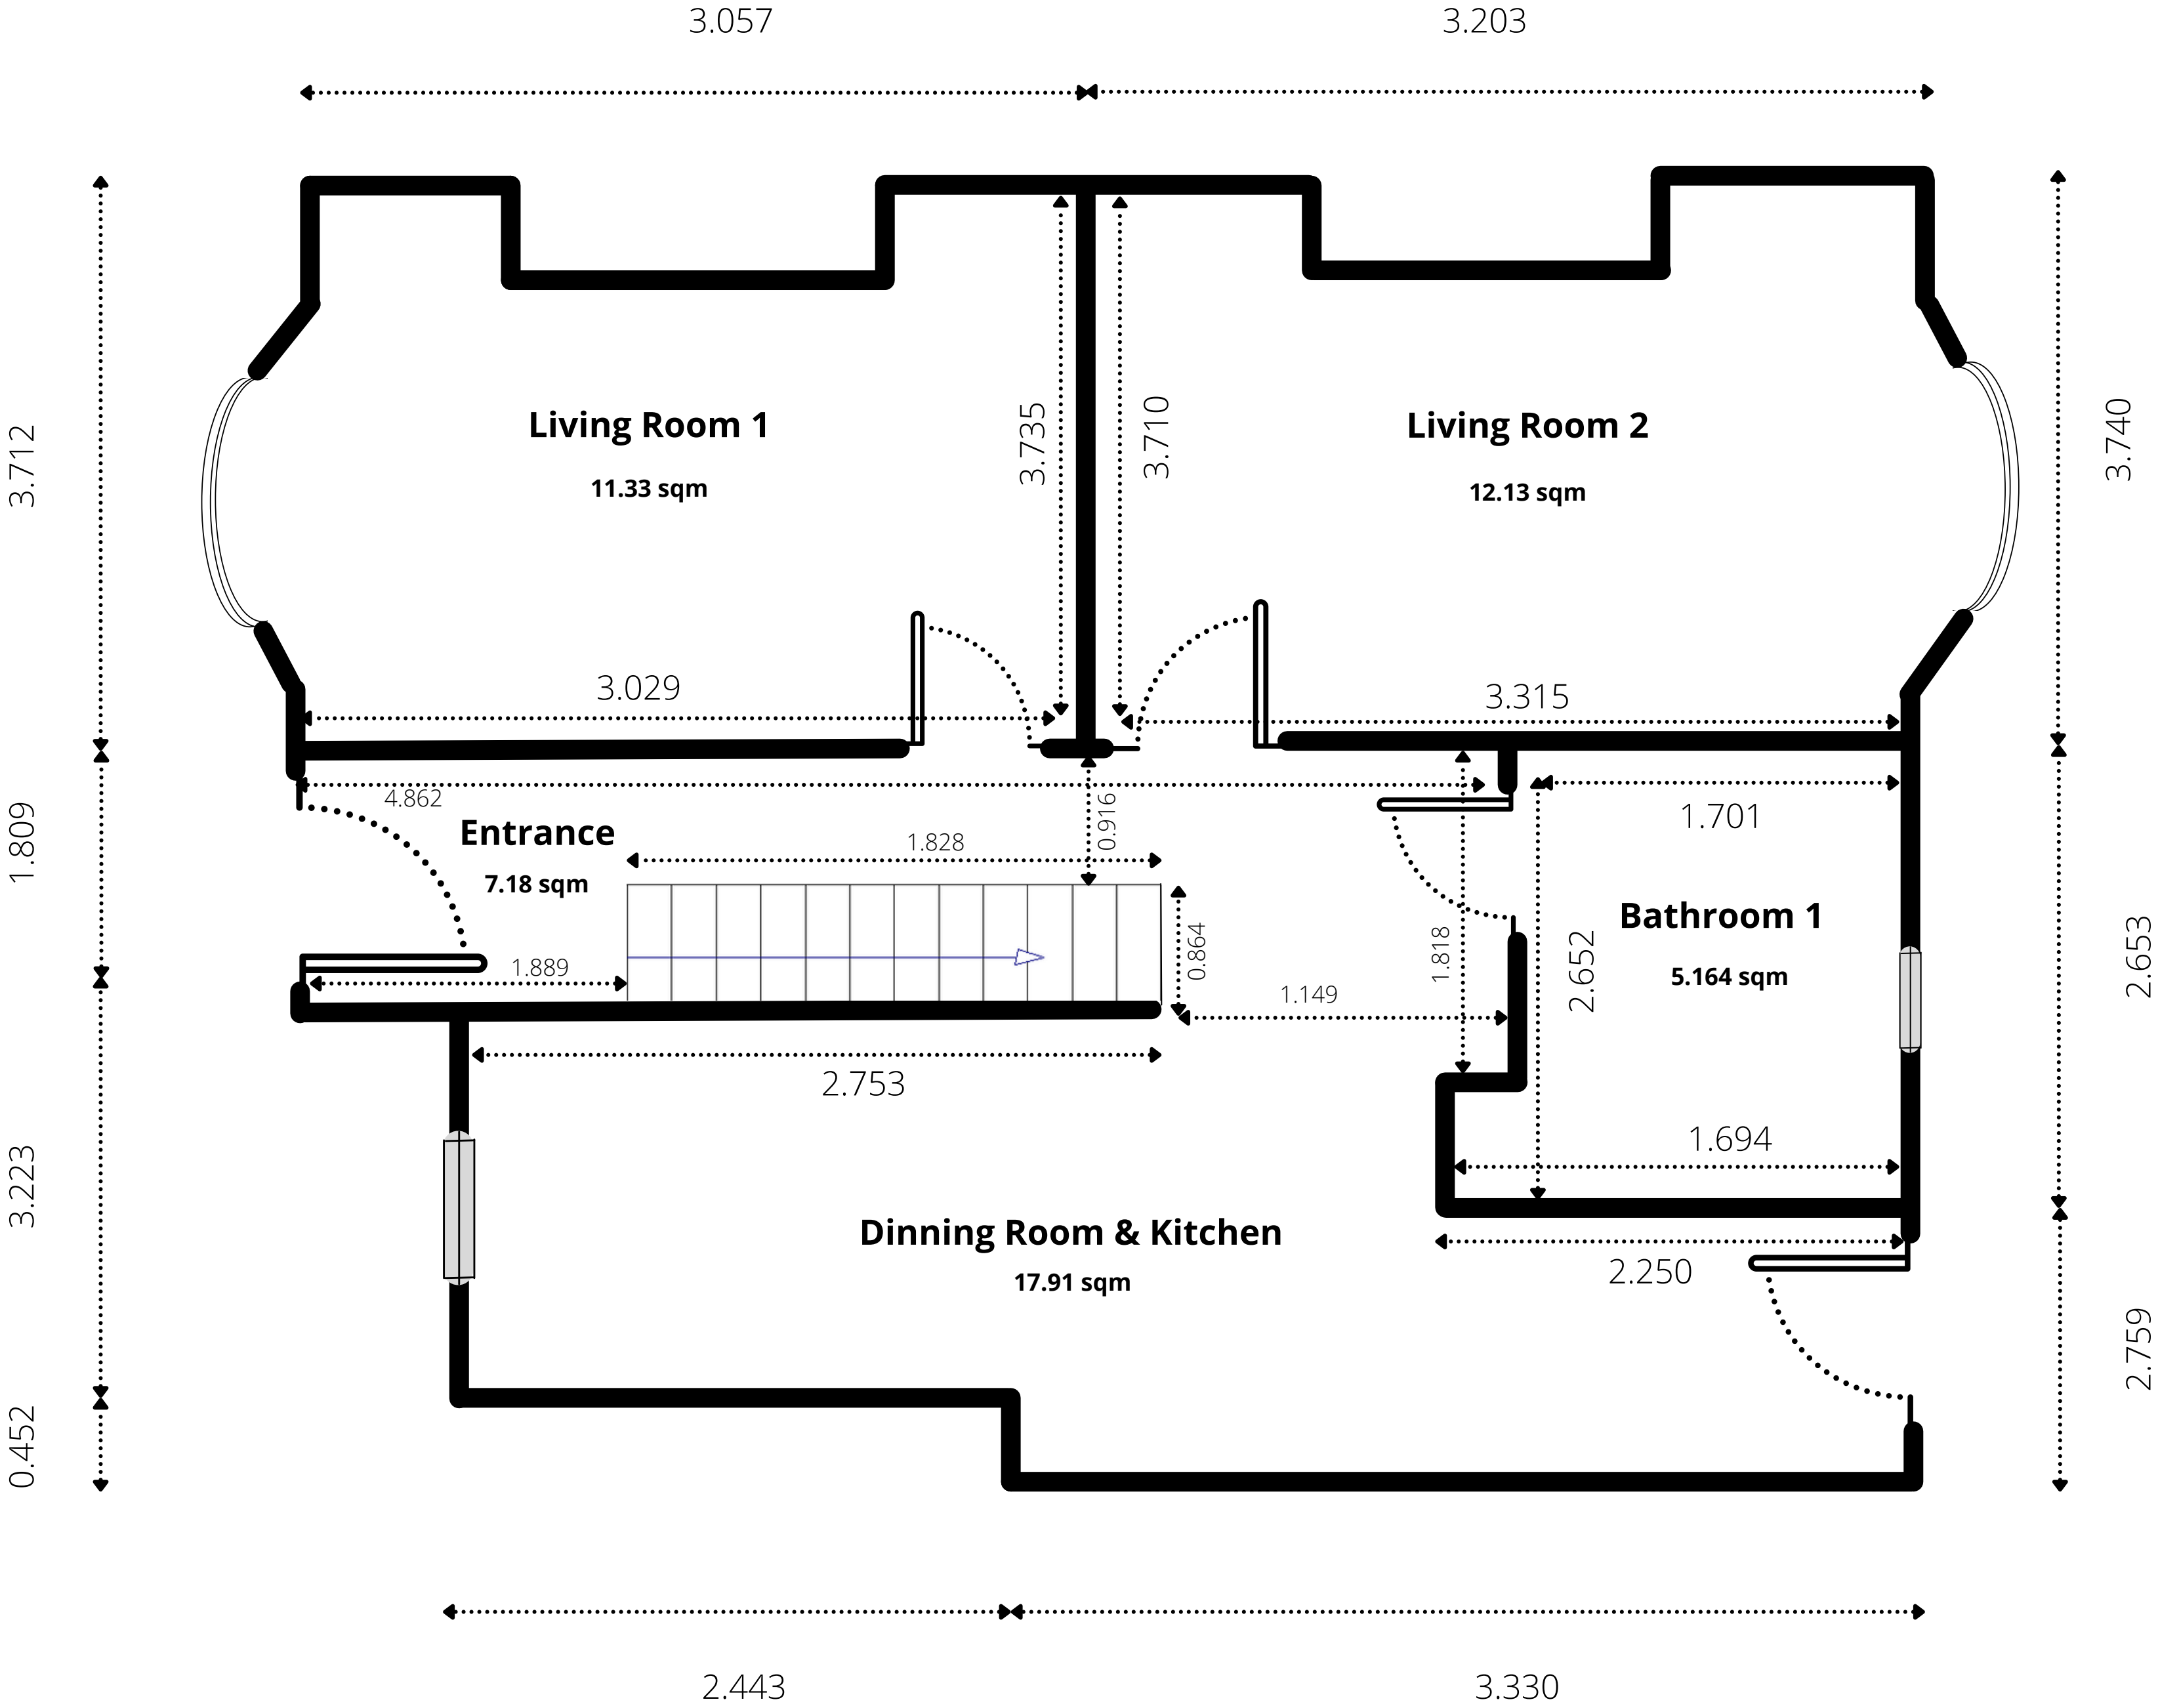 3.057
3.203
3.712
3.735
3.710
3.740
Living Room 1
11.33 sqm
Living Room 2
12.13 sqm
3.029
3.315
4.862
0.916
1.701
1.809
Entrance
7.18 sqm
1.828
1.889
0.864
1.149
1.818
2.652
Bathroom 1
5.164 sqm
2.653
2.753
1.694
3.223
Dinning Room & Kitchen
17.91 sqm
2.250
2.759
0.452
2.443
3.330